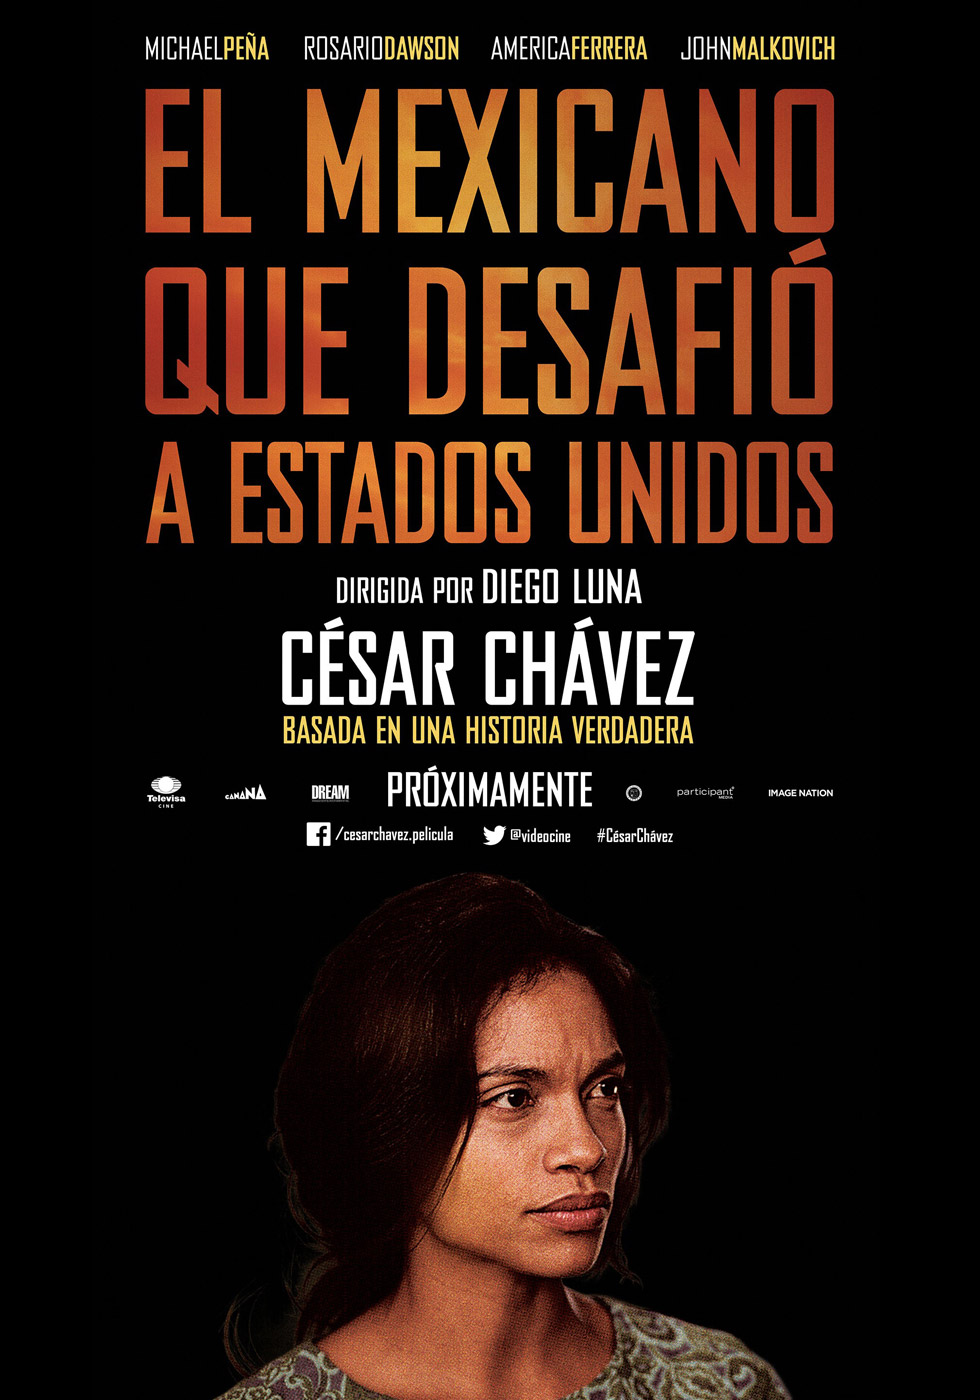 MICHAELPEÑA ROSARIODAWSON AMERICAFERRERA JOHNMALKOVICH
EL MEXICANO
QUE DESAFIÓ
A ESTADOS UNIDOS
DIRIGIDA POR DIEGO LUNA
CÉSAR CHÁVEZ
BASADA EN UNA HISTORIA VERDADERA
Televisa CINE CANANA DREAM PRÓXIMAMENTE participant MEDIA IMAGE NATION
/cesarchavez.pelicula @videocine #CésarChávez